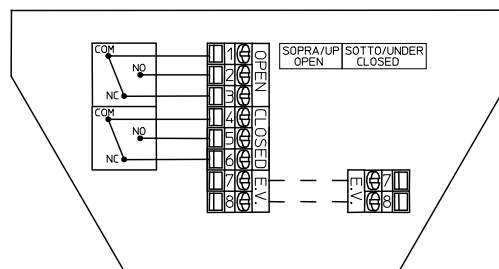 COM
NO
NC
COM
NO
NC
1
2
3
4
5
6
7
8
OPEN
CLOSED
E.V.
SOPRA/UP
OPEN
SOTTO/UNDER
CLOSED
E.V.
7
8